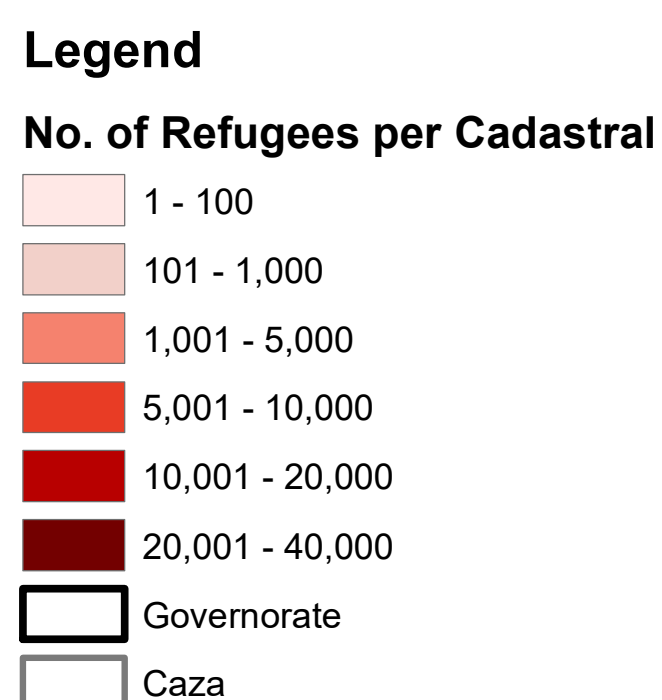 Legend
No. of Refugees per Cadastral
1 - 100
101 - 1,000
1,001 - 5,000
5,001 - 10,000
10,001 - 20,000
20,001 - 40,000
Governorate
Caza